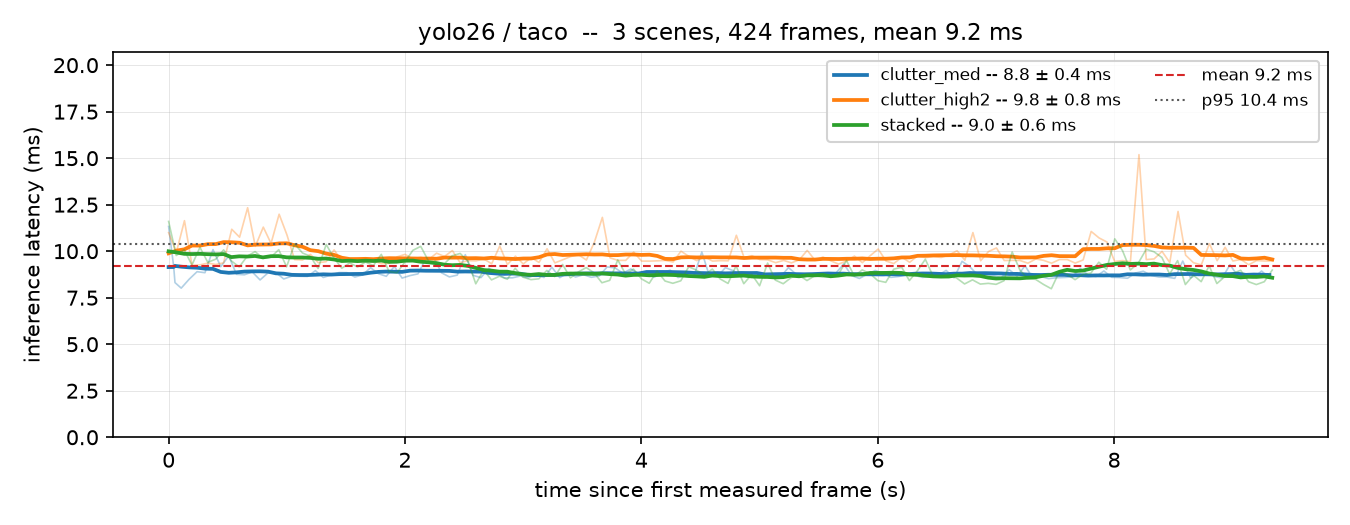 yolo26 / taco  --  3 scenes, 424 frames, mean 9.2 ms
clutter_med -- 8.8 ± 0.4 ms
clutter_high2 -- 9.8 ± 0.8 ms
stacked -- 9.0 ± 0.6 ms
mean 9.2 ms
p95 10.4 ms
inference latency (ms)
20.0
17.5
15.0
12.5
10.0
7.5
5.0
2.5
0.0
0 2 4 6 8
time since first measured frame (s)